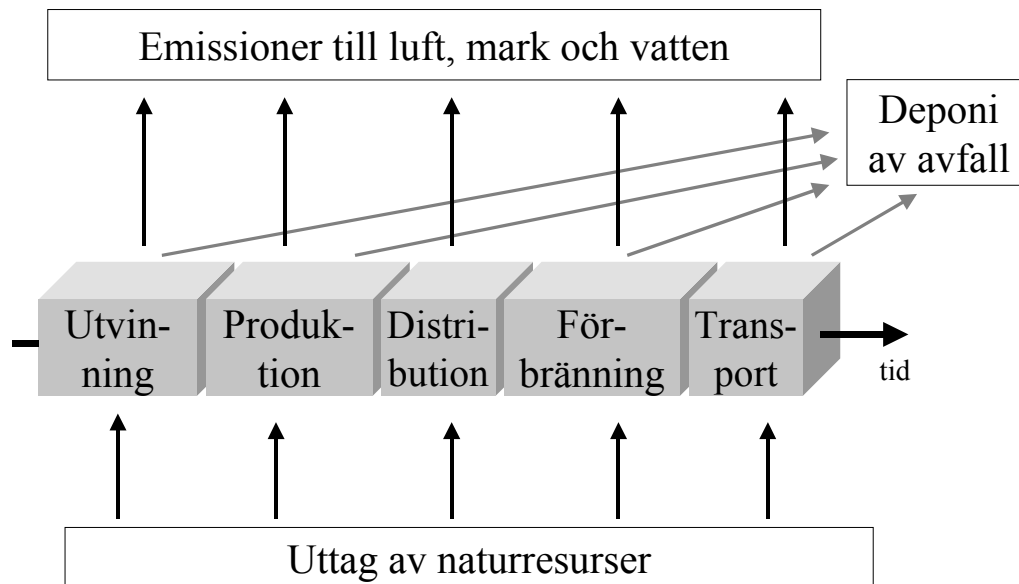 Emissioner till luft, mark och vatten
Deponi
av avfall
Utvin-
ning
Produk-
tion
Distri-
bution
För-
bränning
Trans-
port
tid
Uttag av naturresurser